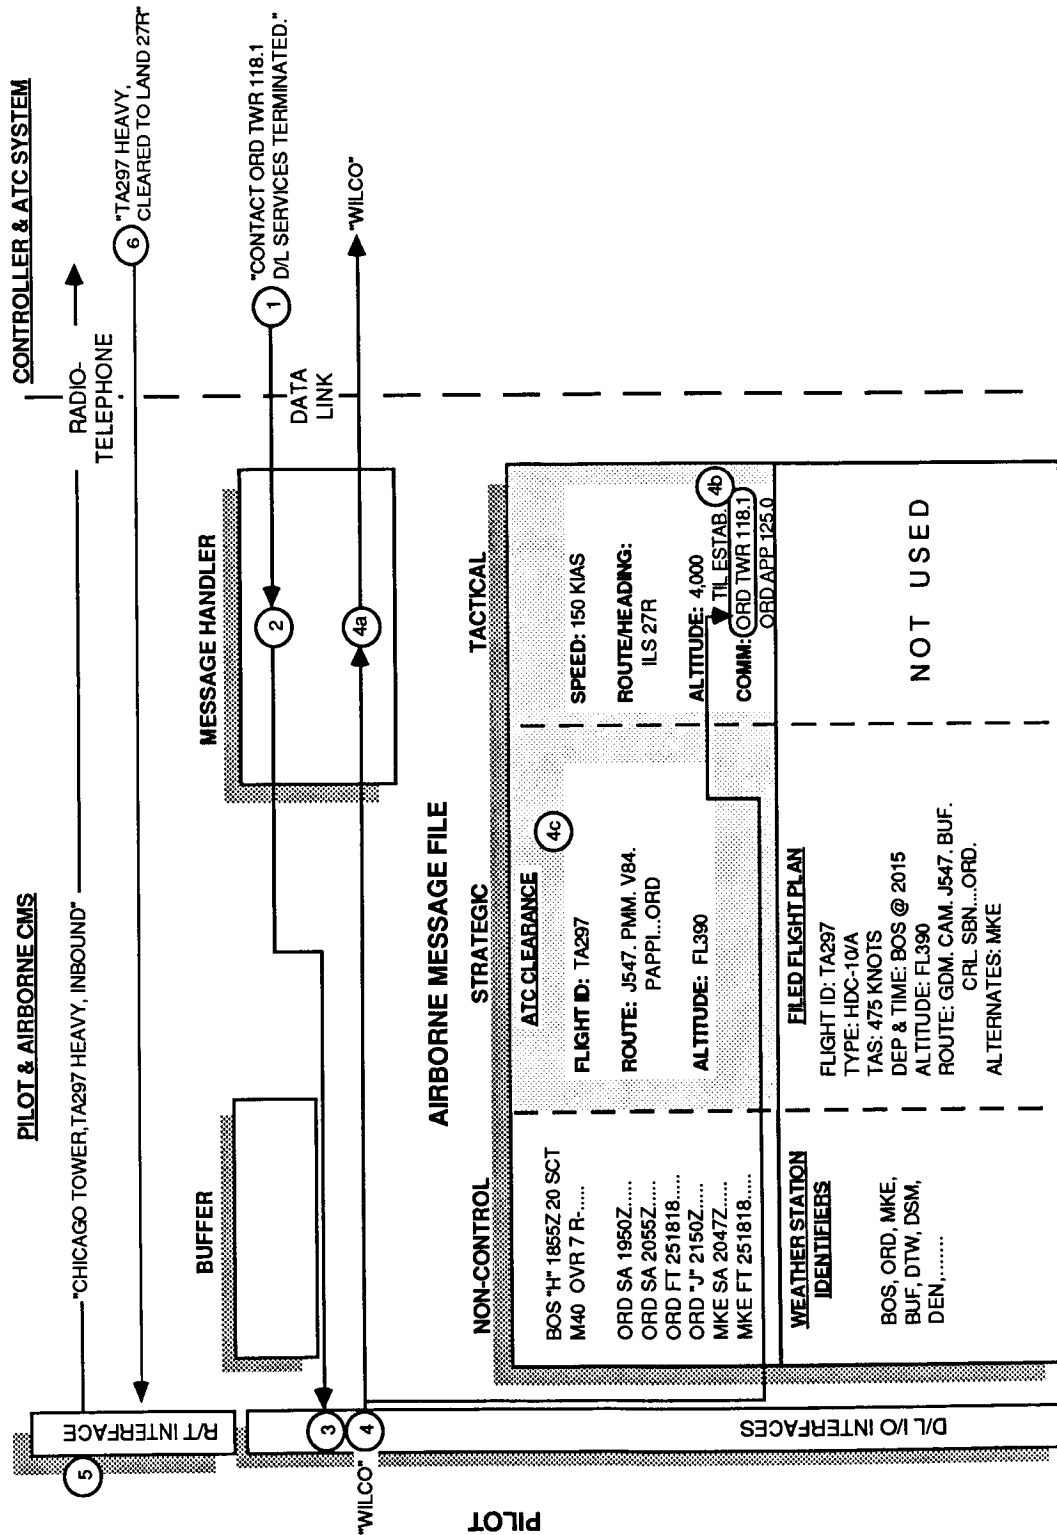 PILOT & AIRBORNE CMS
CONTROLLER & ATC SYSTEM
5
R/T INTERFACE
"CHICAGO TOWER,TA297 HEAVY, INBOUND"
RADIO-
TELEPHONE
6
"TA297 HEAVY,
CLEARED TO LAND 27R"
BUFFER
MESSAGE HANDLER
1
"CONTACT ORD TWR 118.1
D/L SERVICES TERMINATED."
2
DATA
LINK
3
"WILCO"
4
4a
"WILCO"
PILOT
D/L I/O INTERFACES
AIRBORNE MESSAGE FILE
NON-CONTROL
STRATEGIC
TACTICAL
BOS "H" 1855Z 20 SCT
M40 OVR 7 R-.....
ORD SA 1950Z.....
ORD SA 2055Z.....
ORD FT 251818.....
ORD "J" 2150Z.....
MKE SA 2047Z.....
MKE FT 251818.....
ATC CLEARANCE
4c
FLIGHT ID: TA297
ROUTE: J547. PMM. V84.
PAPPI...ORD
ALTITUDE: FL390
SPEED: 150 KIAS
ROUTE/HEADING:
ILS 27R
ALTITUDE: 4,000
TIL ESTAB.
4b
COMM: ORD TWR 118.1
ORD APP 125.0
WEATHER STATION
IDENTIFIERS
BOS, ORD, MKE,
BUF, DTW, DSM,
DEN,.......
FILED FLIGHT PLAN
FLIGHT ID: TA297
TYPE: HDC-10/A
TAS: 475 KNOTS
DEP & TIME: BOS @ 2015
ALTITUDE: FL390
ROUTE: GDM. CAM. J547. BUF.
CRL. SBN....ORD.
ALTERNATES: MKE
NOT USED